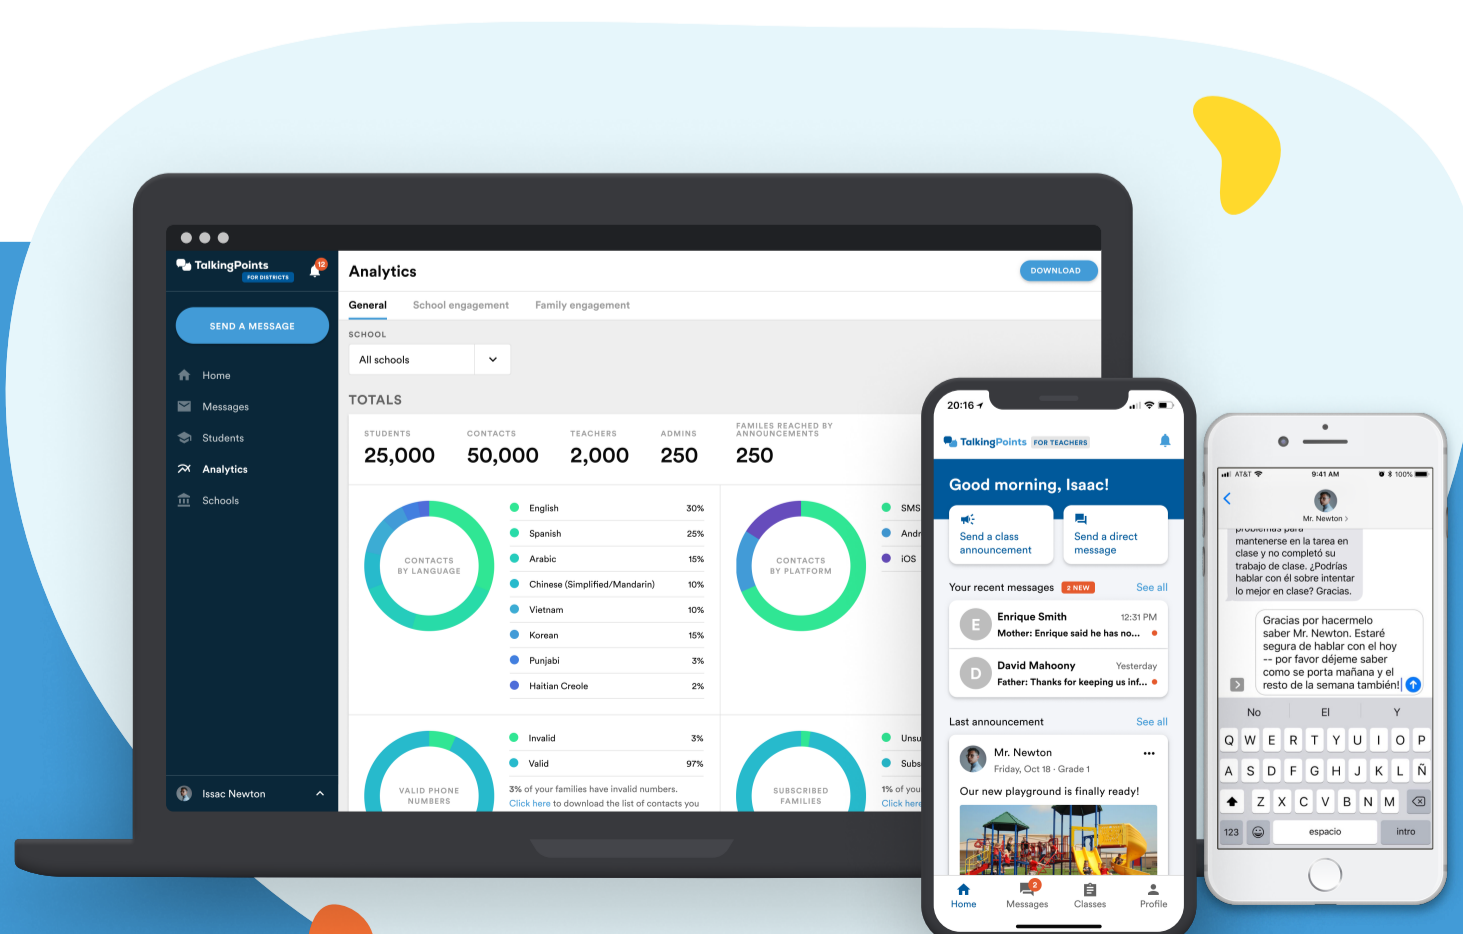 TalkingPoints
FOR DISTRICTS
12
SEND A MESSAGE
Home
Messages
Students
Analytics
Schools
Issac Newton
Analytics
DOWNLOAD
General School engagement Family engagement
SCHOOL
All schools
TOTALS
STUDENTS
25,000
CONTACTS
50,000
TEACHERS
2,000
ADMINS
250
FAMILES REACHED BY
ANNOUNCEMENTS
250
CONTACTS
BY LANGUAGE
English 30%
Spanish 25%
Arabic 15%
Chinese (Simplified/Mandarin) 10%
Vietnam 10%
Korean 15%
Punjabi 3%
Haitian Creole 2%
CONTACTS
BY PLATFORM
SMS
Andr
iOS
VALID PHONE
NUMBERS
Invalid 3%
Valid 97%
3% of your families have invalid numbers.
Click here to download the list of contacts you
SUBSCRIBED
FAMILIES
Unsu
Subs
1% of you
Click here
20:16
TalkingPoints FOR TEACHERS
Good morning, Isaac!
Send a class
announcement
Send a direct
message
Your recent messages 2 NEW See all
E
Enrique Smith 12:31 PM
Mother: Enrique said he has no...
D
David Mahoony Yesterday
Father: Thanks for keeping us inf...
Last announcement See all
Mr. Newton
Friday, Oct 18 · Grade 1
Our new playground is finally ready!
2
Home Messages Classes Profile
AT&T 9:41 AM 100%
Mr. Newton >
problemas para
mantenerse en la tarea en
clase y no completó su
trabajo de clase. ¿Podrías
hablar con él sobre intentar
lo mejor en clase? Gracias.
Gracias por hacermelo
saber Mr. Newton. Estaré
segura de hablar con el hoy
-- por favor déjeme saber
como se porta mañana y el
resto de la semana también!
No El Y
Q W E R T Y U I O P
A S D F G H J K L Ñ
Z X C V B N M
123 espacio intro